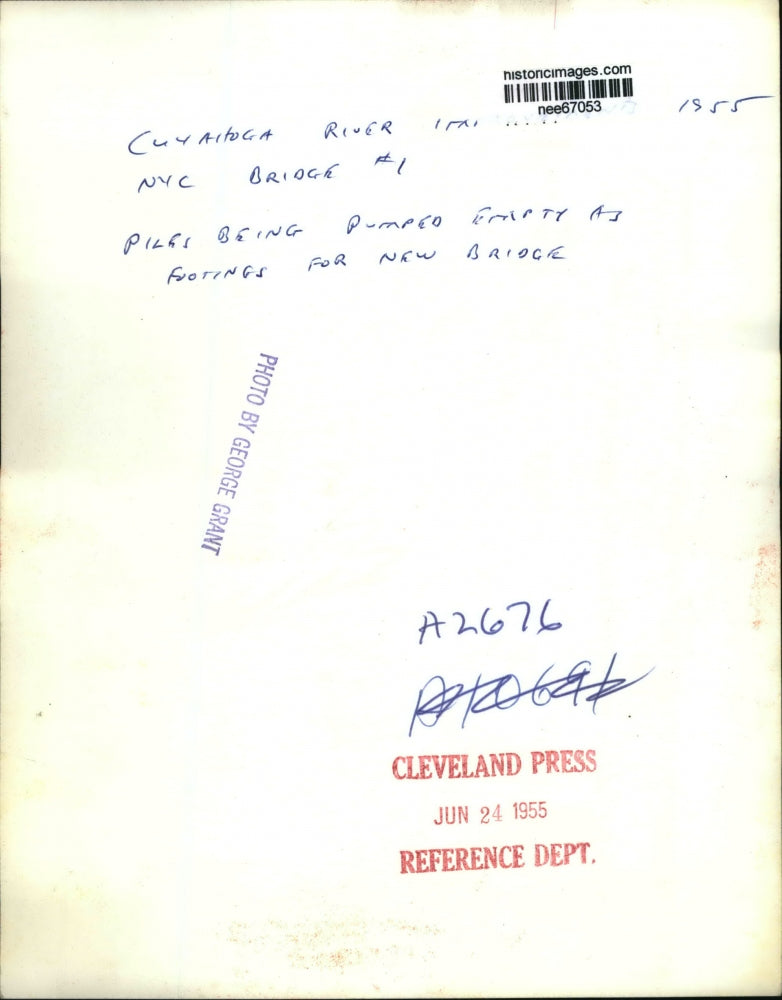 historicimages.com
nee67053
CUYAHOGA RIVER 1955
NYC BRIDGE #1
PILES BEING PUMPED EMPTY AS
FOOTINGS FOR NEW BRIDGE
PHOTO BY GEORGE GRANT
A2676
CLEVELAND PRESS
JUN 24 1955
REFERENCE DEPT.